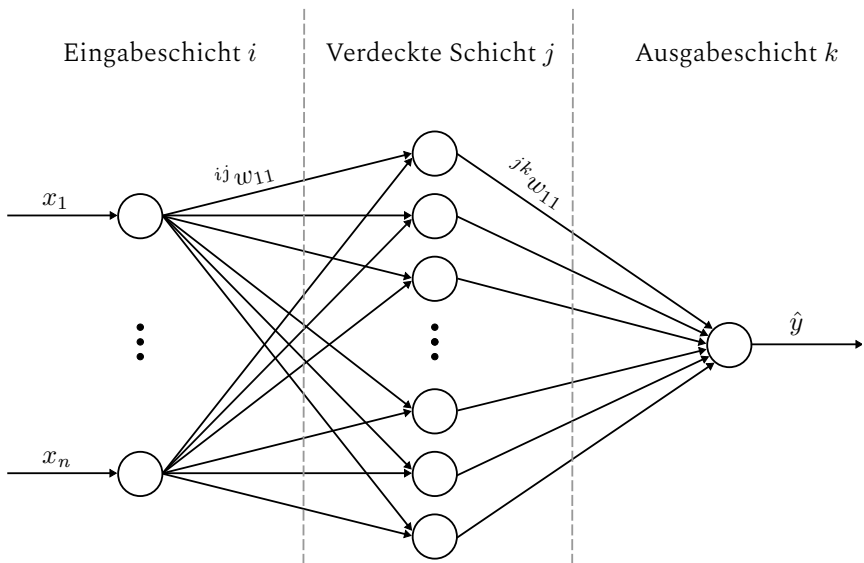 Eingabeschicht i
Verdeckte Schicht j
Ausgabeschicht k
ij w11
jk w11
x1
ŷ
xn